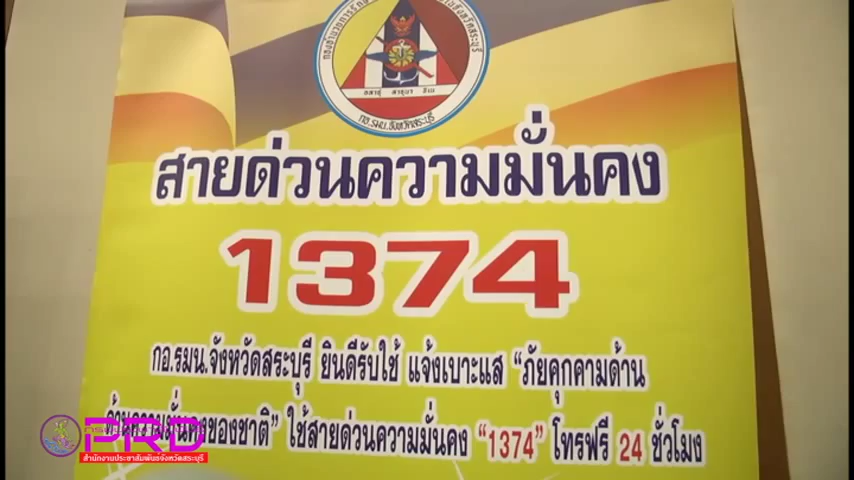 สายด่วนความมั่นคง
1374
กอ.รมน.จังหวัดสระบุรี ยินดีรับใช้ แจ้งเบาะแส “ภัยคุกคามด้าน
ด้านความมั่นคงของชาติ” ใช้สายด่วนความมั่นคง “1374” โทรฟรี 24 ชั่วโมง
กอ.รมน.จังหวัดสระบุรี
PRD
สำนักงานประชาสัมพันธ์จังหวัดสระบุรี